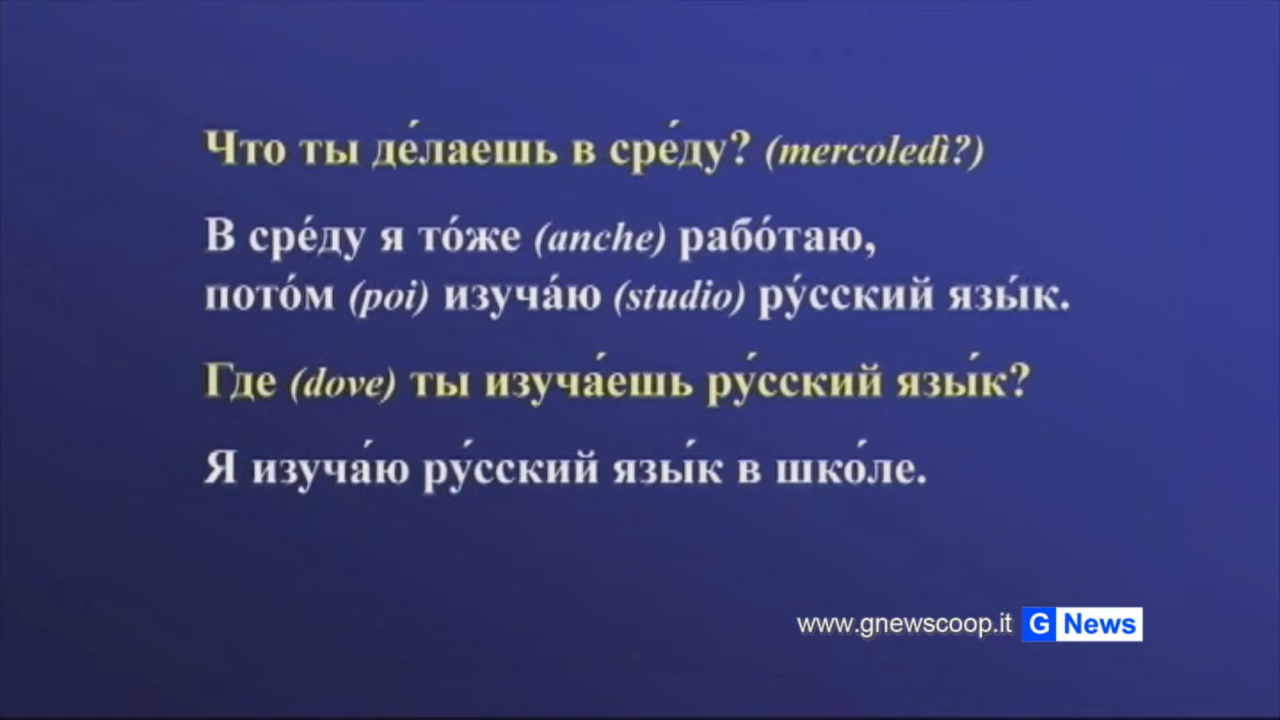 Что ты де́лаешь в сре́ду? (mercoledì?)
В сре́ду я то́же (anche) рабо́таю,
пото́м (poi) изуча́ю (studio) ру́сский язы́к.
Где (dove) ты изуча́ешь ру́сский язы́к?
Я изуча́ю ру́сский язы́к в шко́ле.
www.gnewscoop.it G News